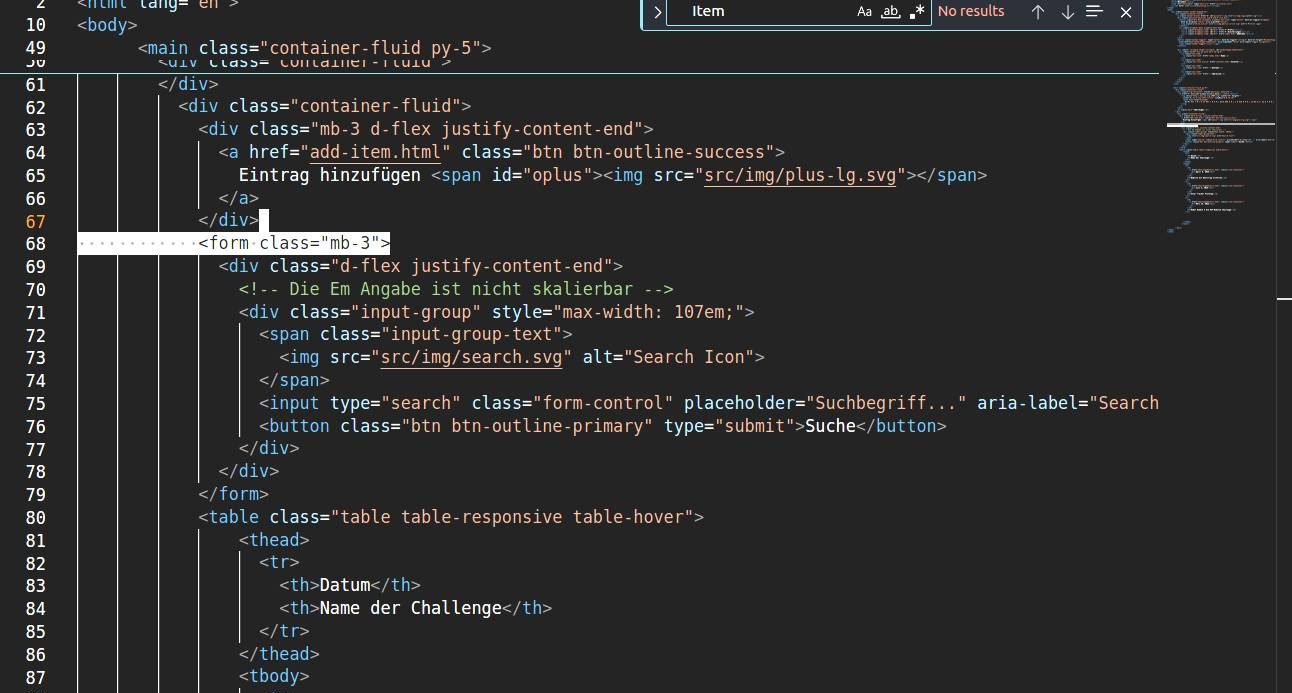 2 <html lang="en">
Item Aa ab .* No results
10 <body>
49 <main class="container-fluid py-5">
50 <div class="container-fluid">
61 </div>
62 <div class="container-fluid">
63 <div class="mb-3 d-flex justify-content-end">
64 <a href="add-item.html" class="btn btn-outline-success">
65 Eintrag hinzufügen <span id="oplus"><img src="src/img/plus-lg.svg"></span>
66 </a>
67 </div>
68 <form class="mb-3">
69 <div class="d-flex justify-content-end">
70 <!-- Die Em Angabe ist nicht skalierbar -->
71 <div class="input-group" style="max-width: 107em;">
72 <span class="input-group-text">
73 <img src="src/img/search.svg" alt="Search Icon">
74 </span>
75 <input type="search" class="form-control" placeholder="Suchbegriff..." aria-label="Search
76 <button class="btn btn-outline-primary" type="submit">Suche</button>
77 </div>
78 </div>
79 </form>
80 <table class="table table-responsive table-hover">
81 <thead>
82 <tr>
83 <th>Datum</th>
84 <th>Name der Challenge</th>
85 </tr>
86 </thead>
87 <tbody>